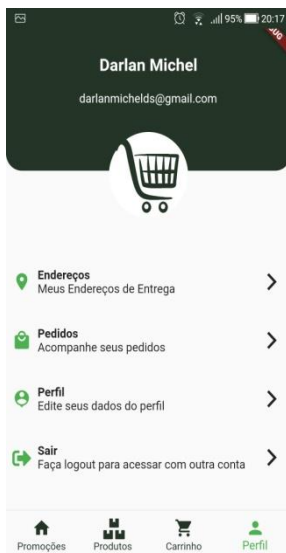 95% 20:17
Darlan Michel
darlanmichelds@gmail.com
Endereços
Meus Endereços de Entrega
Pedidos
Acompanhe seus pedidos
Perfil
Edite seus dados do perfil
Sair
Faça logout para acessar com outra conta
Promoções Produtos Carrinho Perfil